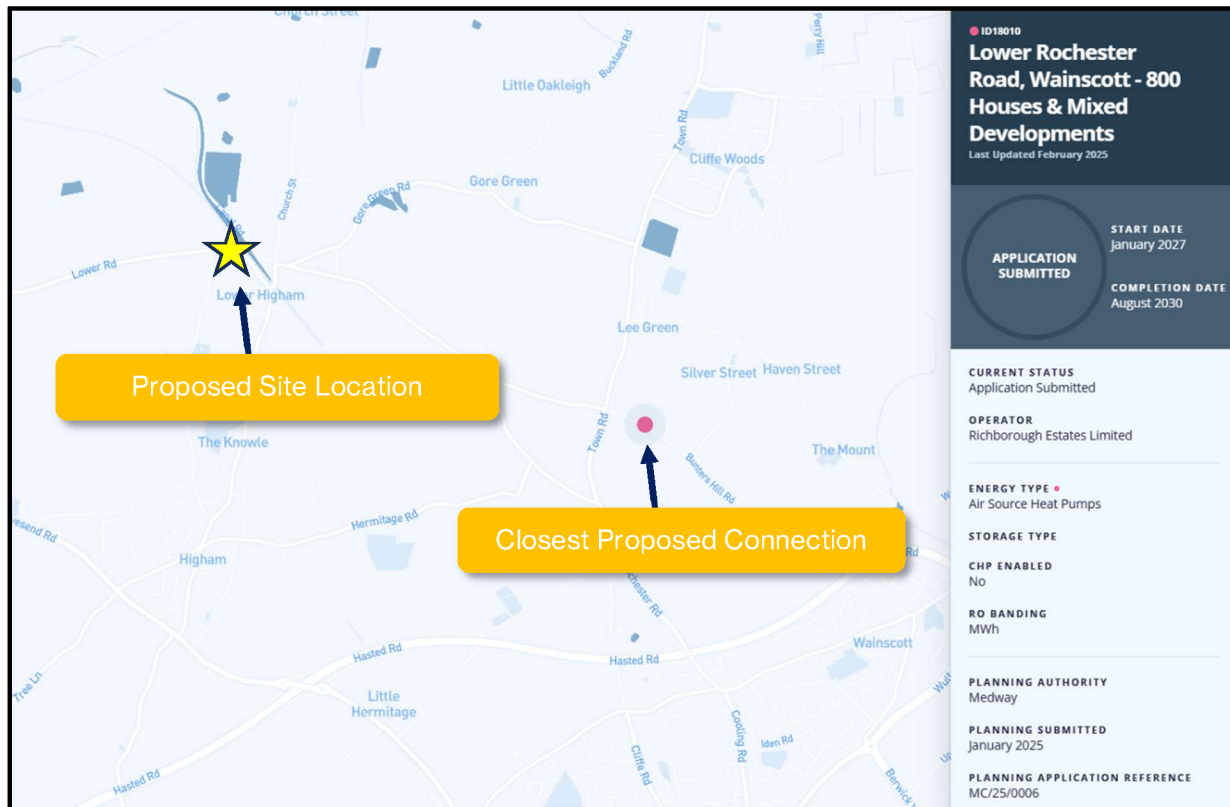 Church Street
Perry Hill
Buckland Rd
Little Oakleigh
Town Rd
Cliffe Woods
Gore Green
Gore Green Rd
Church St
Lower Rd
Lower Higham
Lee Green
Silver Street
Haven Street
Proposed Site Location
The Knowle
Town Rd
The Mount
Bunters Hill Rd
Hermitage Rd
Closest Proposed Connection
Higham
Rd
Wainscott
Hasted Rd
Hasted Rd
Tree Ln
Little
Hermitage
Cooling Rd
Iden Rd
Cliffe Rd
Hasted Rd
ID18010
Lower Rochester
Road, Wainscott - 800
Houses & Mixed
Developments
Last Updated February 2025
APPLICATION
SUBMITTED
START DATE
January 2027
COMPLETION DATE
August 2030
CURRENT STATUS
Application Submitted
OPERATOR
Richborough Estates Limited
ENERGY TYPE
Air Source Heat Pumps
STORAGE TYPE
CHP ENABLED
No
RO BANDING
MWh
PLANNING AUTHORITY
Medway
PLANNING SUBMITTED
January 2025
PLANNING APPLICATION REFERENCE
MC/25/0006